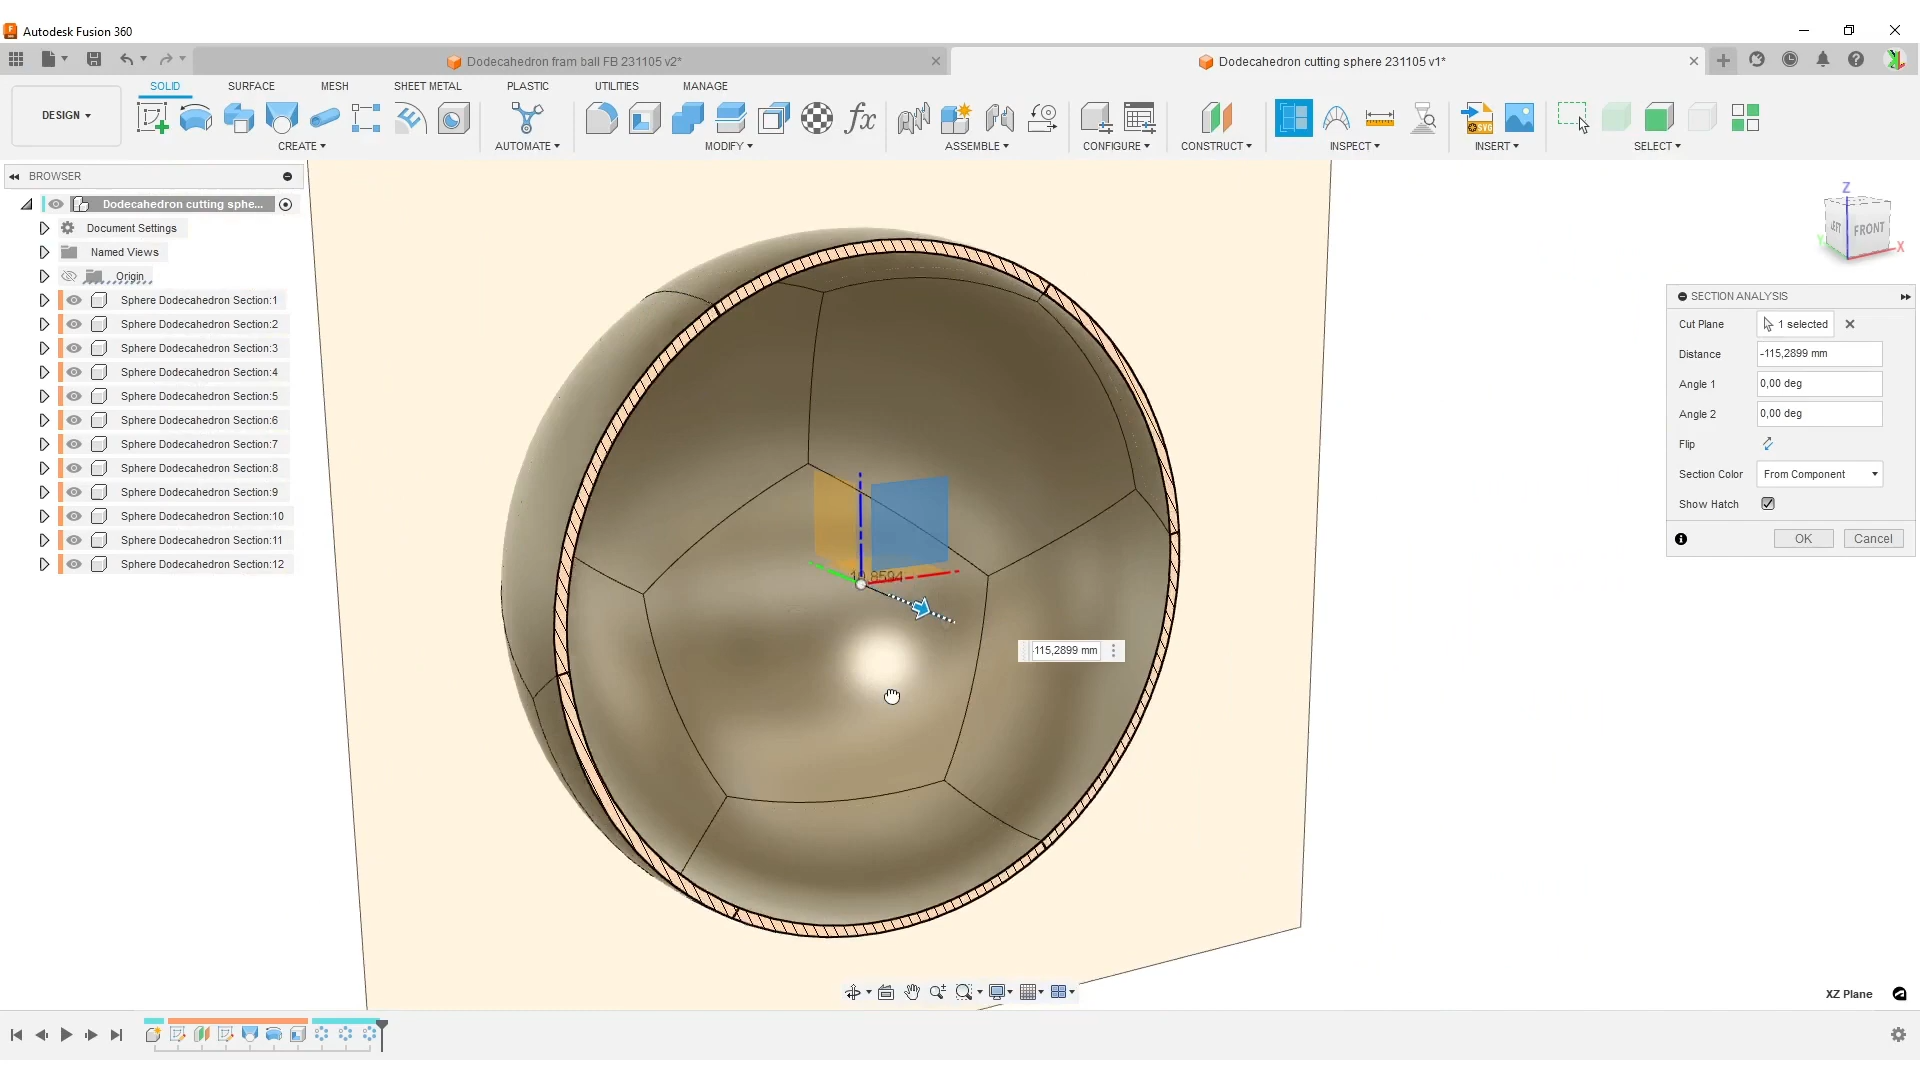 Autodesk Fusion 360
Dodecahedron fram ball FB 231105 v2*
Dodecahedron cutting sphere 231105 v1*
SOLID SURFACE MESH SHEET METAL PLASTIC UTILITIES MANAGE
DESIGN
CREATE AUTOMATE MODIFY ASSEMBLE CONFIGURE CONSTRUCT INSPECT INSERT SELECT
fx
SVG
BROWSER
Dodecahedron cutting sphe...
Document Settings
Named Views
Origin
Sphere Dodecahedron Section:1
Sphere Dodecahedron Section:2
Sphere Dodecahedron Section:3
Sphere Dodecahedron Section:4
Sphere Dodecahedron Section:5
Sphere Dodecahedron Section:6
Sphere Dodecahedron Section:7
Sphere Dodecahedron Section:8
Sphere Dodecahedron Section:9
Sphere Dodecahedron Section:10
Sphere Dodecahedron Section:11
Sphere Dodecahedron Section:12
Z
LEFT FRONT
Y X
SECTION ANALYSIS
Cut Plane 1 selected
Distance -115,2899 mm
Angle 1 0,00 deg
Angle 2 0,00 deg
Flip
Section Color From Component
Show Hatch
OK Cancel
115,2899 mm
XZ Plane